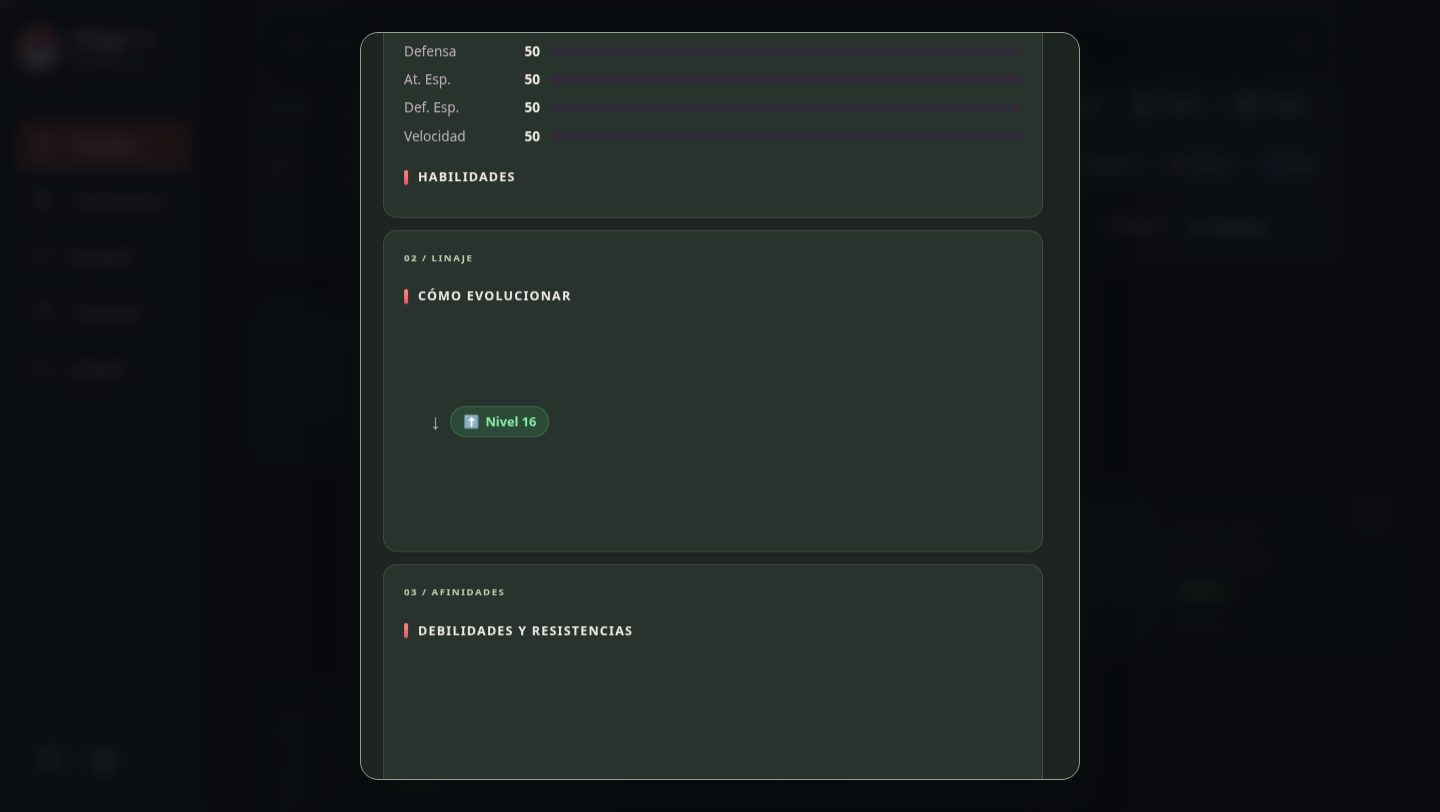 Defensa 50
At. Esp. 50
Def. Esp. 50
Velocidad 50
HABILIDADES
02 / LINAJE
CÓMO EVOLUCIONAR
↓ ⬆️ Nivel 16
03 / AFINIDADES
DEBILIDADES Y RESISTENCIAS